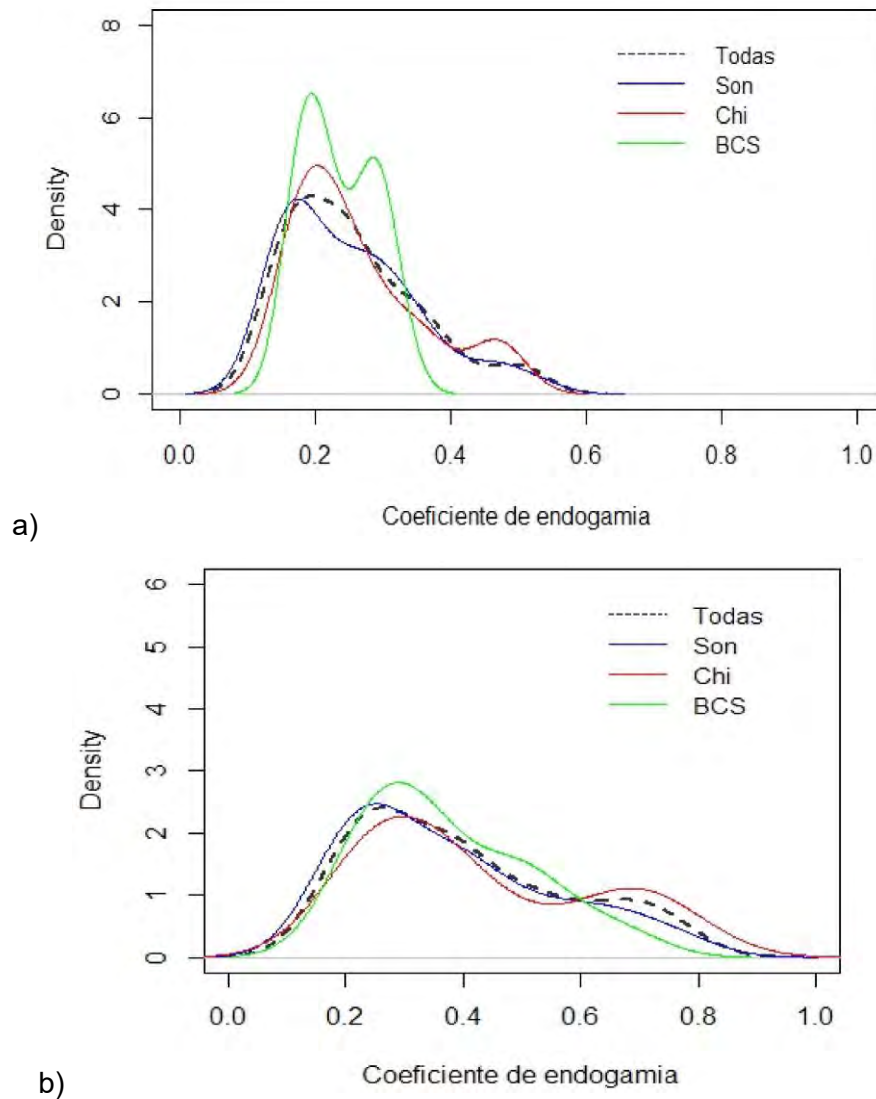 8
6
4
2
0
Density
Todas
Son
Chi
BCS
0.0 0.2 0.4 0.6 0.8 1.0
Coeficiente de endogamia
a)
6
5
4
3
2
1
0
Density
Todas
Son
Chi
BCS
0.0 0.2 0.4 0.6 0.8 1.0
Coeficiente de endogamia
b)